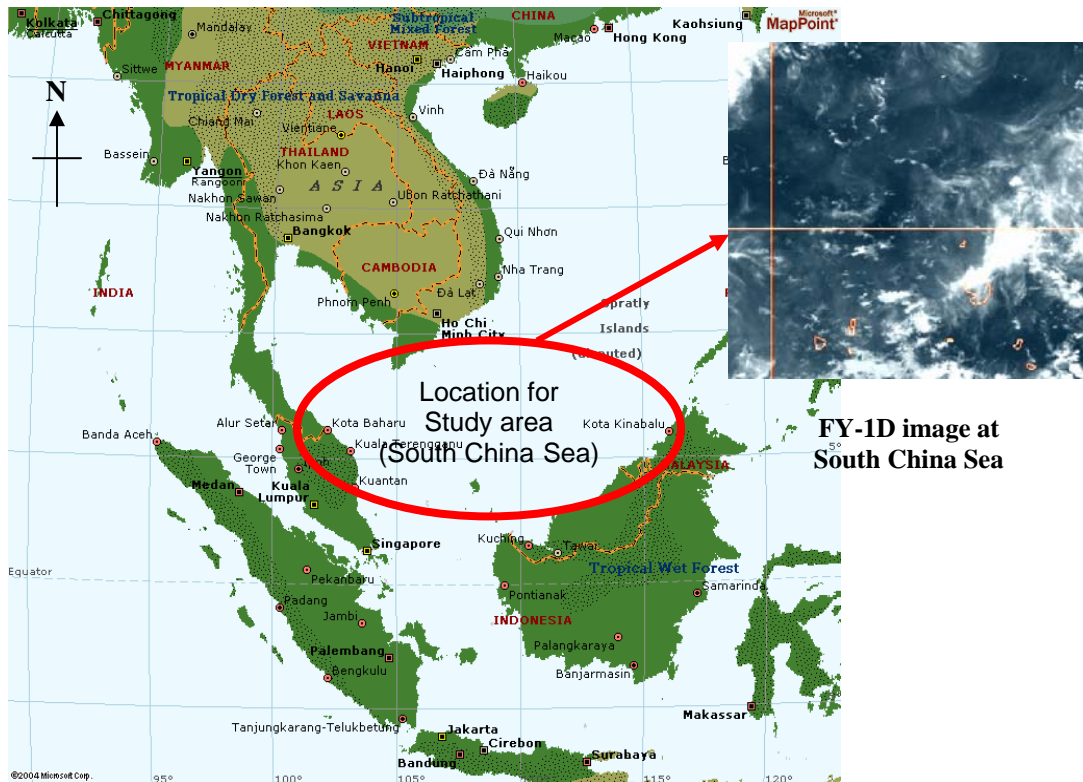 Chittagong
CHINA
Microsoft®
MapPoint®
Kolkata
Calcutta
Mandalay
Subtropical
Mixed Forest
Kaohsiung
Macao
Hong Kong
VIETNAM
Cam Phả
MYANMAR
Hanoi
Haiphong
Sittwe
Haikou
N
Tropical Dry Forest and Savanna
LAOS
Vinh
Chiang Mai
Vientiane
Bassein
THAILAND
Yangon
Rangoon
Khon Kaen
Đà Nẵng
ASIA
Nakhon Sawan
Ubon Ratchathani
Nakhon Ratchasima
Bangkok
Qui Nhơn
CAMBODIA
Nha Trang
INDIA
Đà Lat
Phnom Penh
Ho Chi
Minh City
Islands
Location for
Study area
(South China Sea)
Alur Setar
Kota Baharu
Kota Kinabalu
FY-1D image at
South China Sea
Banda Aceh
Kuala Terengganu
5°
George
Town
Medan
Kuala
Lumpur
Kuantan
Singapore
Kuching
Equator
Tropical Wet Forest
Pekanbaru
Samarinda
Padang
Pontianak
Jambi
INDONESIA
Palangkaraya
Palembang
Bengkulu
Banjarmasin
Makassar
Tanjungkarang-Telukbetung
Jakarta
Cirebon
Bandung
Surabaya
©2004 Microsoft Corp.
95°
100°
105°
110°
115°
120°